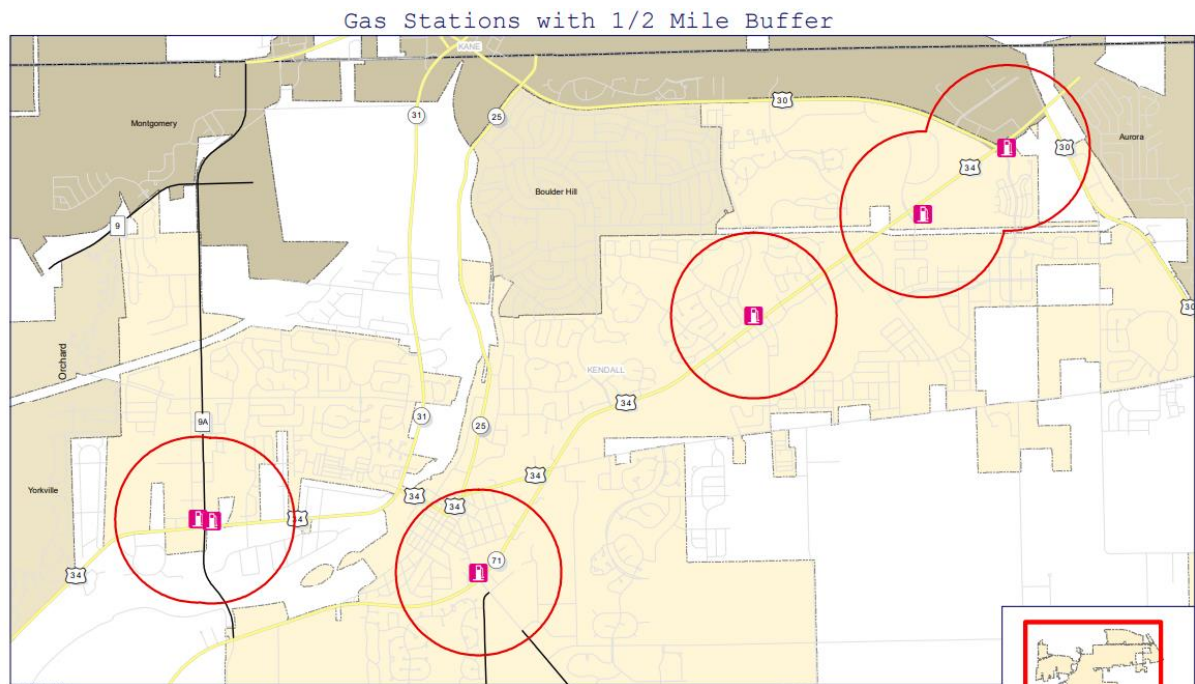 Gas Stations with 1/2 Mile Buffer
KANE
30
31
25
Montgomery
Aurora
30
34
Boulder Hill
9
30
Orchard
KENDALL
34
9A
31
25
34
Yorkville
34
34
34
34
71
34